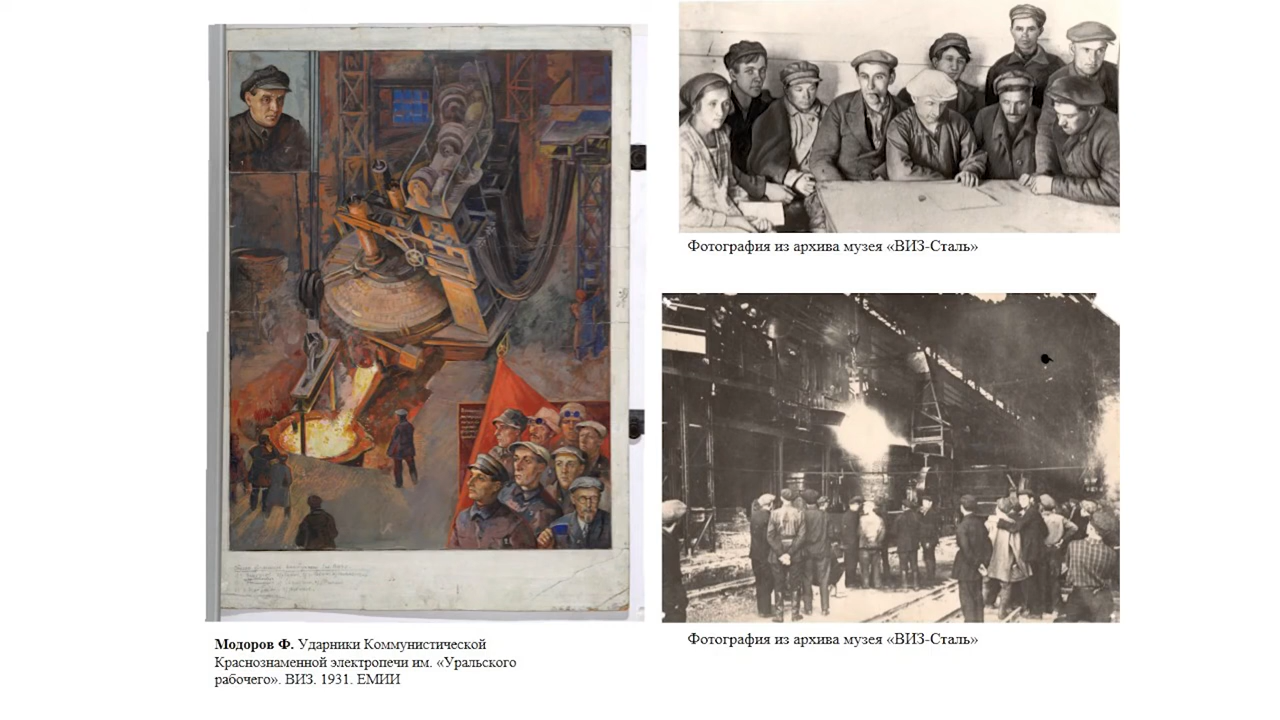 Модоров Ф. Ударники Коммунистической
Краснознаменной электропечи им. «Уральского
рабочего». ВИЗ. 1931. ЕМИИ
Фотография из архива музея «ВИЗ-Сталь»
Фотография из архива музея «ВИЗ-Сталь»